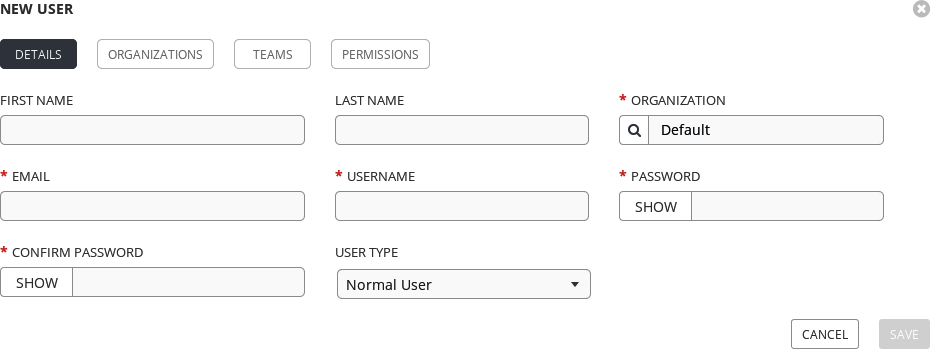 NEW USER
DETAILS ORGANIZATIONS TEAMS PERMISSIONS
FIRST NAME LAST NAME * ORGANIZATION
Default
* EMAIL * USERNAME * PASSWORD
SHOW
* CONFIRM PASSWORD USER TYPE
SHOW Normal User
CANCEL SAVE